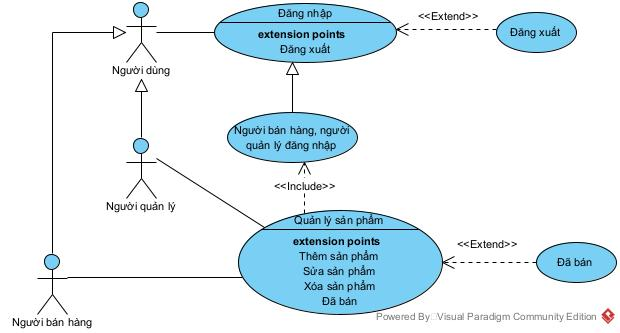 Đăng nhập
<<Extend>>
extension points
Đăng xuất
Đăng xuất
Người dùng
Người bán hàng, người
quản lý đăng nhập
<<Include>>
Người quản lý
Quản lý sản phẩm
extension points
Thêm sản phẩm
Sửa sản phẩm
Xóa sản phẩm
Đã bán
<<Extend>>
Đã bán
Người bán hàng
Powered By Visual Paradigm Community Edition